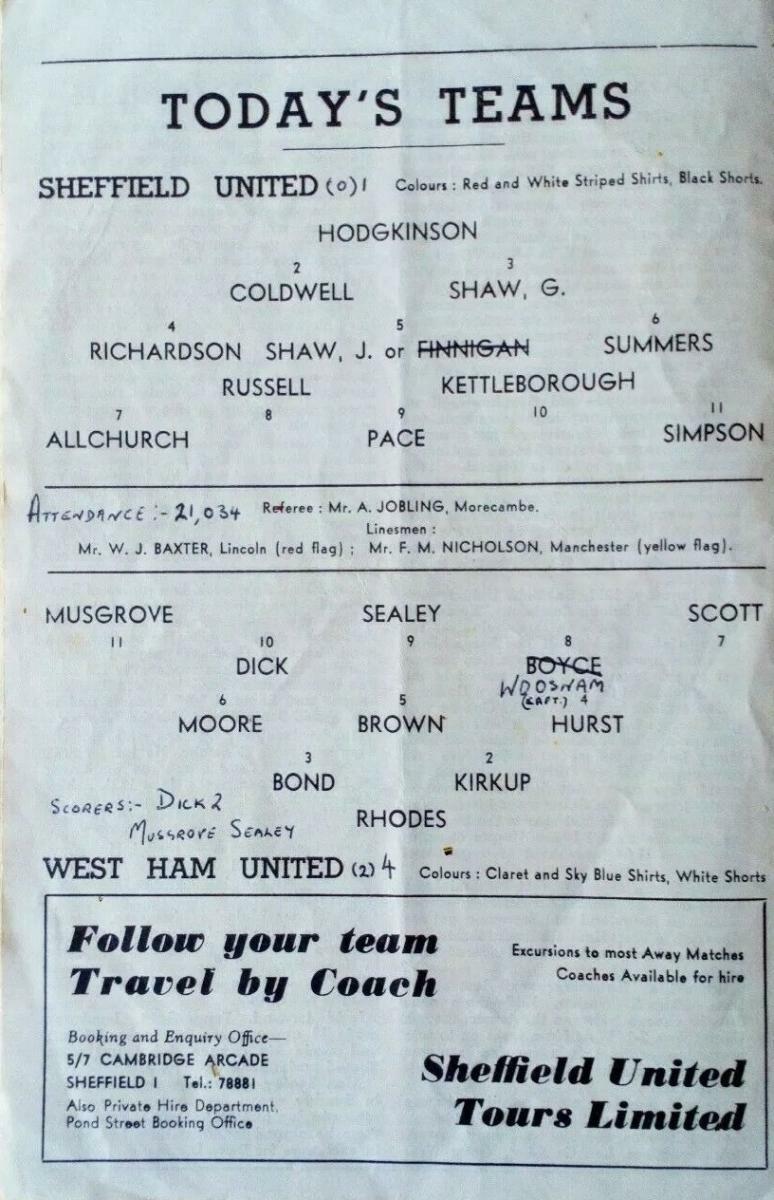 TODAY'S TEAMS
SHEFFIELD UNITED (0) 1 Colours : Red and White Striped Shirts, Black Shorts.
HODGKINSON
2 3
COLDWELL SHAW, G.
4 5 6
RICHARDSON SHAW, J. or FINNIGAN SUMMERS
RUSSELL KETTLEBOROUGH
7 8 9 10 11
ALLCHURCH PACE SIMPSON
ATTENDANCE :- 21,034 Referee : Mr. A. JOBLING, Morecambe.
Linesmen :
Mr. W. J. BAXTER, Lincoln (red flag) ; Mr. F. M. NICHOLSON, Manchester (yellow flag).
MUSGROVE SEALEY SCOTT
11 10 9 8 7
DICK BOYCE
WOOSNAM
6 5 (CAPT.) 4
MOORE BROWN HURST
3 2
BOND KIRKUP
SCORERS:- DICK 2
MUSGROVE SEALEY
RHODES
WEST HAM UNITED (2) 4 Colours : Claret and Sky Blue Shirts, White Shorts
Follow your team
Travel by Coach
Excursions to most Away Matches
Coaches Available for hire
Booking and Enquiry Office—
5/7 CAMBRIDGE ARCADE
SHEFFIELD 1 Tel.: 78881
Also Private Hire Department,
Pond Street Booking Office
Sheffield United
Tours Limited